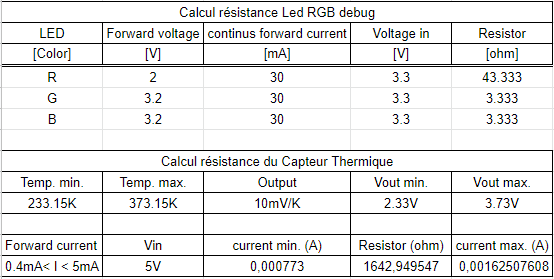 Calcul résistance Led RGB debug
LED Forward voltage continus forward current Voltage in Resistor
[Color] [V] [mA] [V] [ohm]
R 2 30 3.3 43.333
G 3.2 30 3.3 3.333
B 3.2 30 3.3 3.333
Calcul résistance du Capteur Thermique
Temp. min. Temp. max. Output Vout min. Vout max.
233.15K 373.15K 10mV/K 2.33V 3.73V
Forward current Vin current min. (A) Resistor (ohm) current max. (A)
0.4mA< I < 5mA 5V 0,000773 1642,949547 0,00162507608